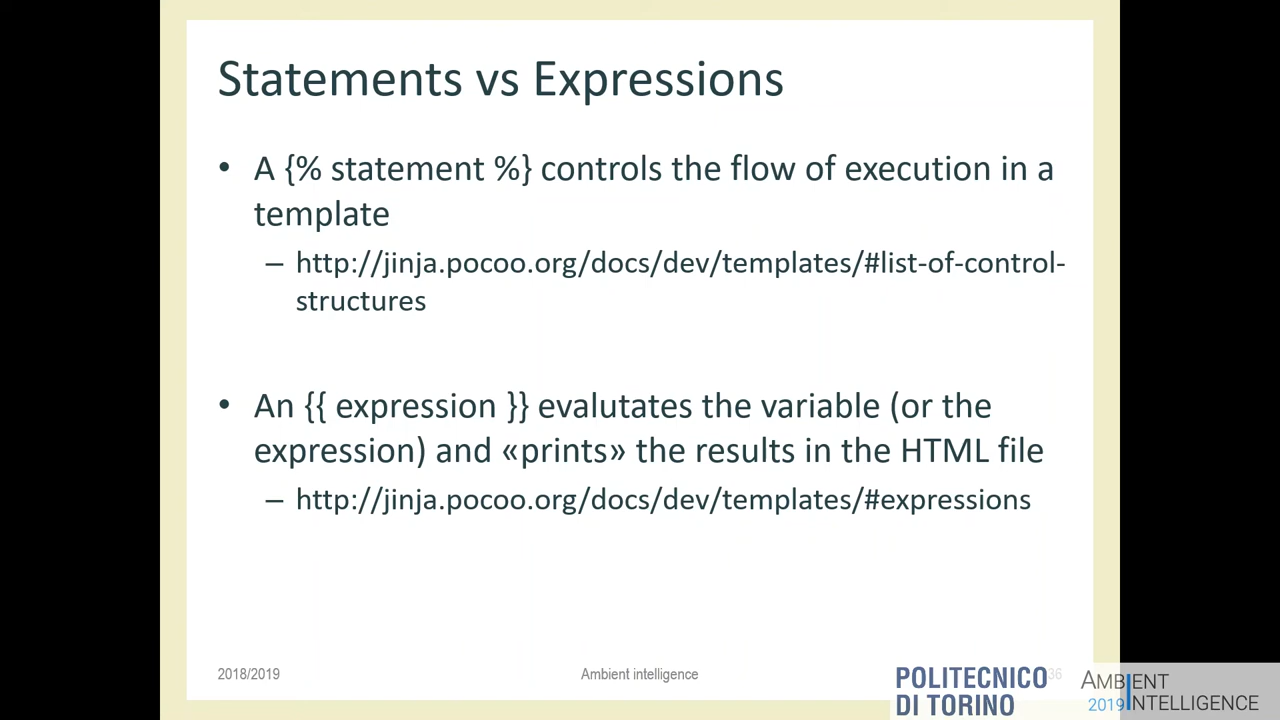 Statements vs Expressions
• A {% statement %} controls the flow of execution in a
template
– http://jinja.pocoo.org/docs/dev/templates/#list-of-control-
structures
• An {{ expression }} evalutates the variable (or the
expression) and «prints» the results in the HTML file
– http://jinja.pocoo.org/docs/dev/templates/#expressions
2018/2019
Ambient intelligence
36
POLITECNICO
DI TORINO
AMBIENT
2019 INTELLIGENCE